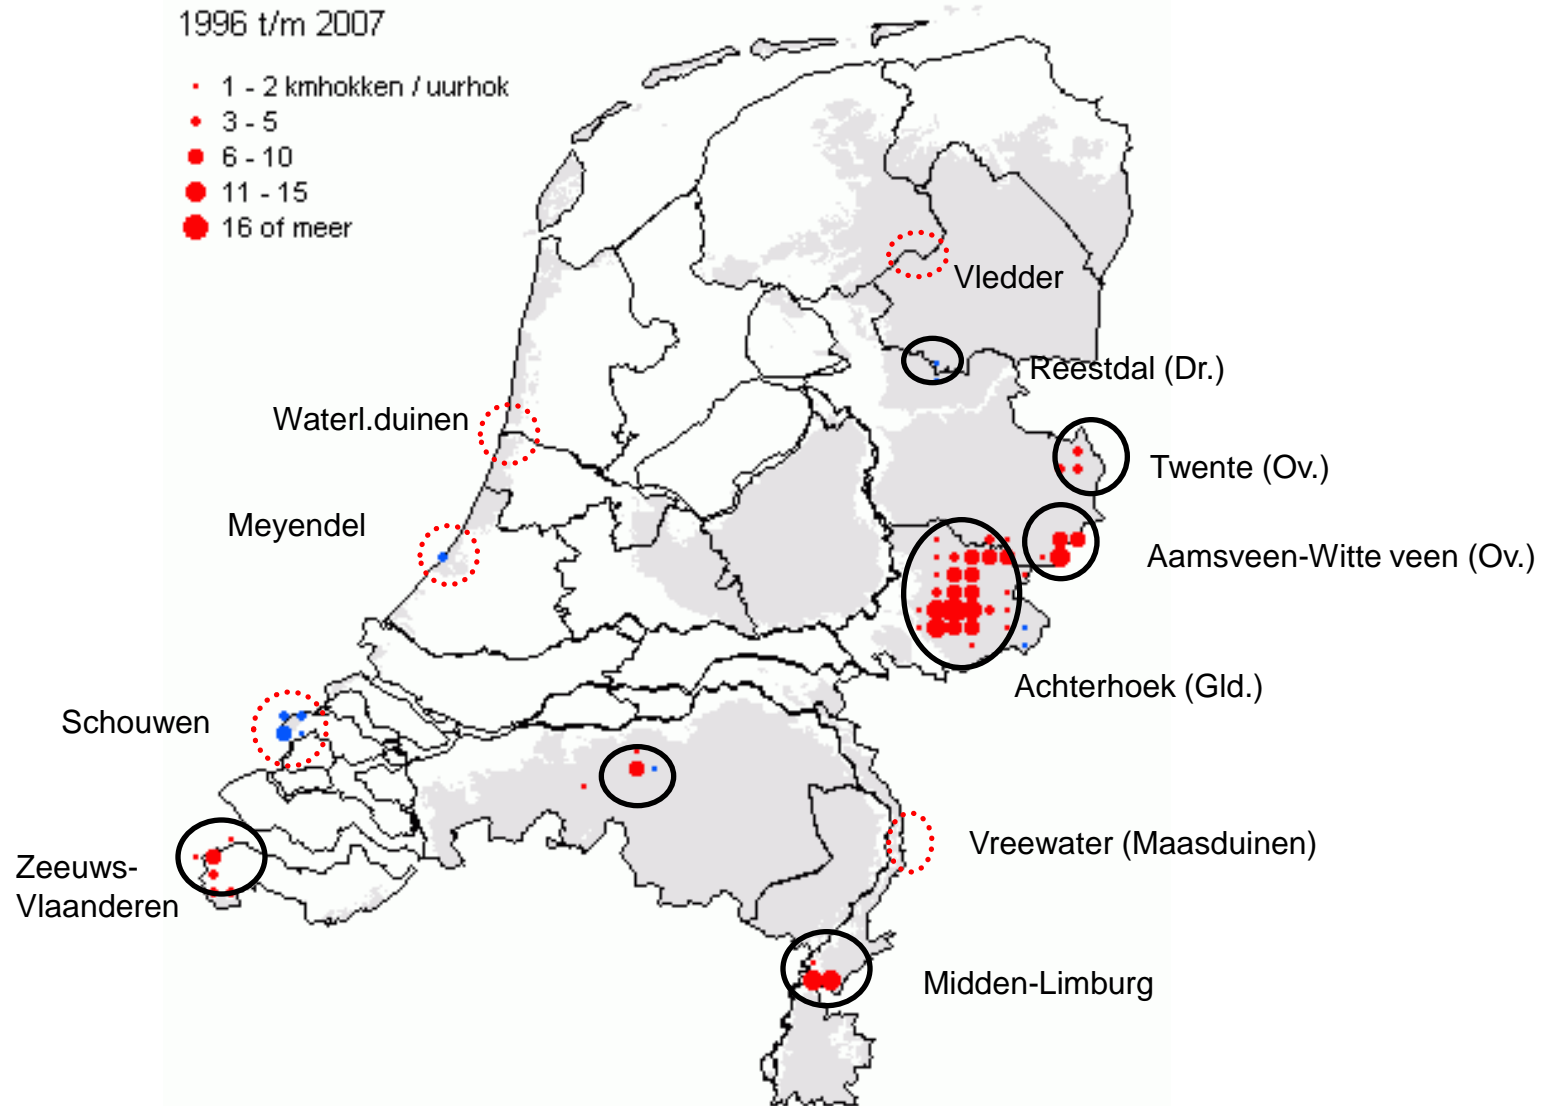 1996 t/m 2007
1 - 2 kmhokken / uurhok
3 - 5
6 - 10
11 - 15
16 of meer
Vledder
Reestdal (Dr.)
Waterl.duinen
Twente (Ov.)
Meyendel
Aamsveen-Witte veen (Ov.)
Achterhoek (Gld.)
Schouwen
Vreewater (Maasduinen)
Zeeuws-
Vlaanderen
Midden-Limburg